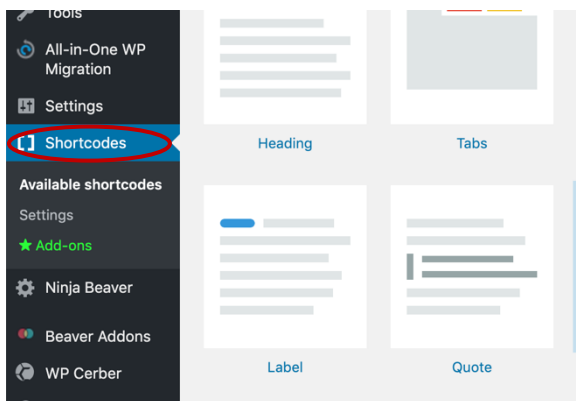 Tools
All-in-One WP
Migration
Settings
Shortcodes
Available shortcodes
Settings
Add-ons
Ninja Beaver
Beaver Addons
WP Cerber
Heading
Tabs
Label
Quote